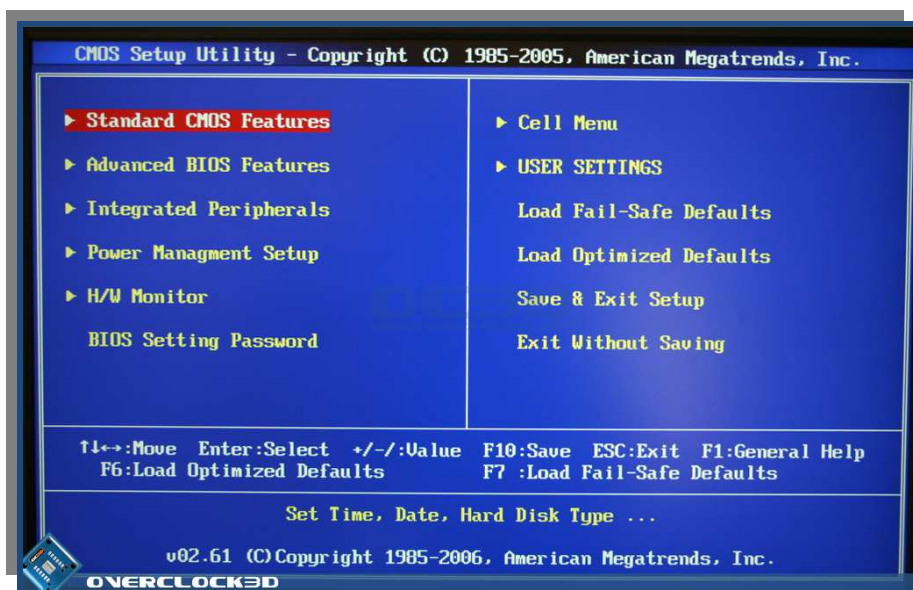 CMOS Setup Utility - Copyright (C) 1985-2005, American Megatrends, Inc.
▶ Standard CMOS Features
▶ Advanced BIOS Features
▶ Integrated Peripherals
▶ Power Managment Setup
▶ H/W Monitor
BIOS Setting Password
▶ Cell Menu
▶ USER SETTINGS
Load Fail-Safe Defaults
Load Optimized Defaults
Save & Exit Setup
Exit Without Saving
↑↓←→:Move Enter:Select +/-/:Value F10:Save ESC:Exit F1:General Help
F6:Load Optimized Defaults F7 :Load Fail-Safe Defaults
Set Time, Date, Hard Disk Type ...
v02.61 (C)Copyright 1985-2006, American Megatrends, Inc.
OC3D
OVERCLOCK3D